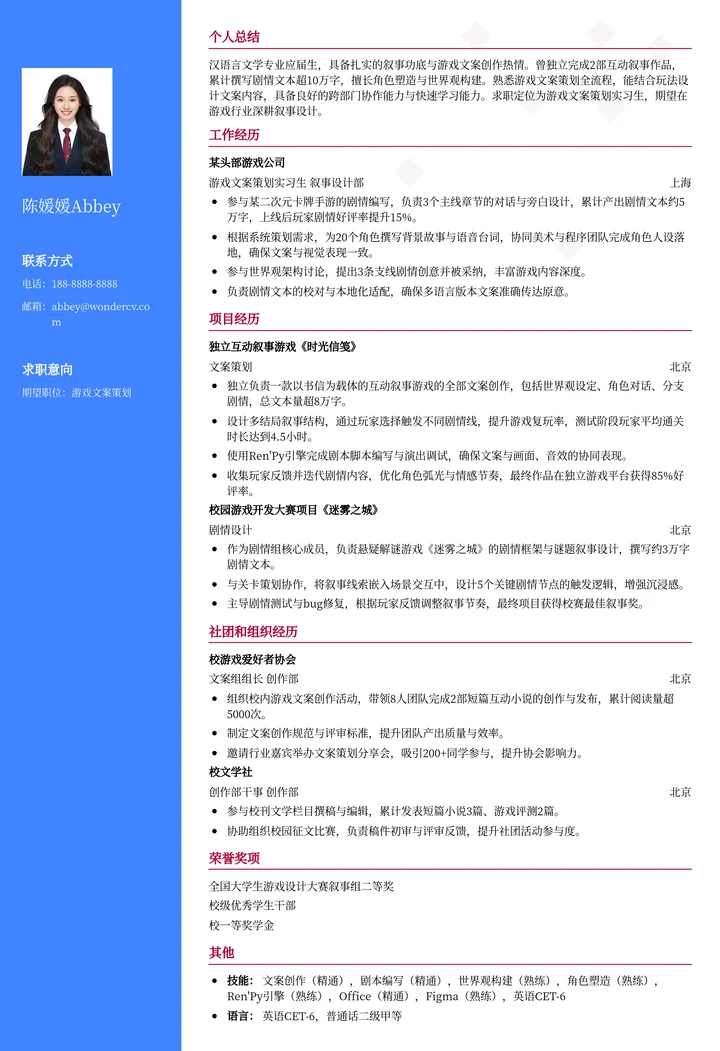 陈媛媛Abbey
联系方式
电话：188-8888-8888
邮箱：abbey@wondercv.co
m
求职意向
期望职位：游戏文案策划
个人总结
汉语言文学专业应届生，具备扎实的叙事功底与游戏文案创作热情。曾独立完成2部互动叙事作品，
累计撰写剧情文本超10万字，擅长角色塑造与世界观构建。熟悉游戏文案策划全流程，能结合玩法设
计文案内容，具备良好的跨部门协作能力与快速学习能力。求职定位为游戏文案策划实习生，期望在
游戏行业深耕叙事设计。
工作经历
某头部游戏公司
游戏文案策划实习生 叙事设计部 上海
• 参与某二次元卡牌手游的剧情编写，负责3个主线章节的对话与旁白设计，累计产出剧情文本约5
万字，上线后玩家剧情好评率提升15%。
• 根据系统策划需求，为20个角色撰写背景故事与语音台词，协同美术与程序团队完成角色人设落
地，确保文案与视觉表现一致。
• 参与世界观架构讨论，提出3条支线剧情创意并被采纳，丰富游戏内容深度。
• 负责剧情文本的校对与本地化适配，确保多语言版本文案准确传达原意。
项目经历
独立互动叙事游戏《时光信笺》
文案策划 北京
• 独立负责一款以书信为载体的互动叙事游戏的全部文案创作，包括世界观设定、角色对话、分支
剧情，总文本量超8万字。
• 设计多结局叙事结构，通过玩家选择触发不同剧情线，提升游戏复玩率，测试阶段玩家平均通关
时长达到4.5小时。
• 使用Ren'Py引擎完成剧本脚本编写与演出调试，确保文案与画面、音效的协同表现。
• 收集玩家反馈并迭代剧情内容，优化角色弧光与情感节奏，最终作品在独立游戏平台获得85%好
评率。
校园游戏开发大赛项目《迷雾之城》
剧情设计 北京
• 作为剧情组核心成员，负责悬疑解谜游戏《迷雾之城》的剧情框架与谜题叙事设计，撰写约3万字
剧情文本。
• 与关卡策划协作，将叙事线索嵌入场景交互中，设计5个关键剧情节点的触发逻辑，增强沉浸感。
• 主导剧情测试与bug修复，根据玩家反馈调整叙事节奏，最终项目获得校赛最佳叙事奖。
社团和组织经历
校游戏爱好者协会
文案组组长 创作部 北京
• 组织校内游戏文案创作活动，带领8人团队完成2部短篇互动小说的创作与发布，累计阅读量超
5000次。
• 制定文案创作规范与评审标准，提升团队产出质量与效率。
• 邀请行业嘉宾举办文案策划分享会，吸引200+同学参与，提升协会影响力。
校文学社
创作部干事 创作部 北京
• 参与校刊文学栏目撰稿与编辑，累计发表短篇小说3篇、游戏评测2篇。
• 协助组织校园征文比赛，负责稿件初审与评审反馈，提升社团活动参与度。
荣誉奖项
全国大学生游戏设计大赛叙事组二等奖
校级优秀学生干部
校一等奖学金
其他
• 技能： 文案创作（精通），剧本编写（精通），世界观构建（熟练），角色塑造（熟练），
Ren'Py引擎（熟练），Office（精通），Figma（熟练），英语CET-6
• 语言： 英语CET-6，普通话二级甲等